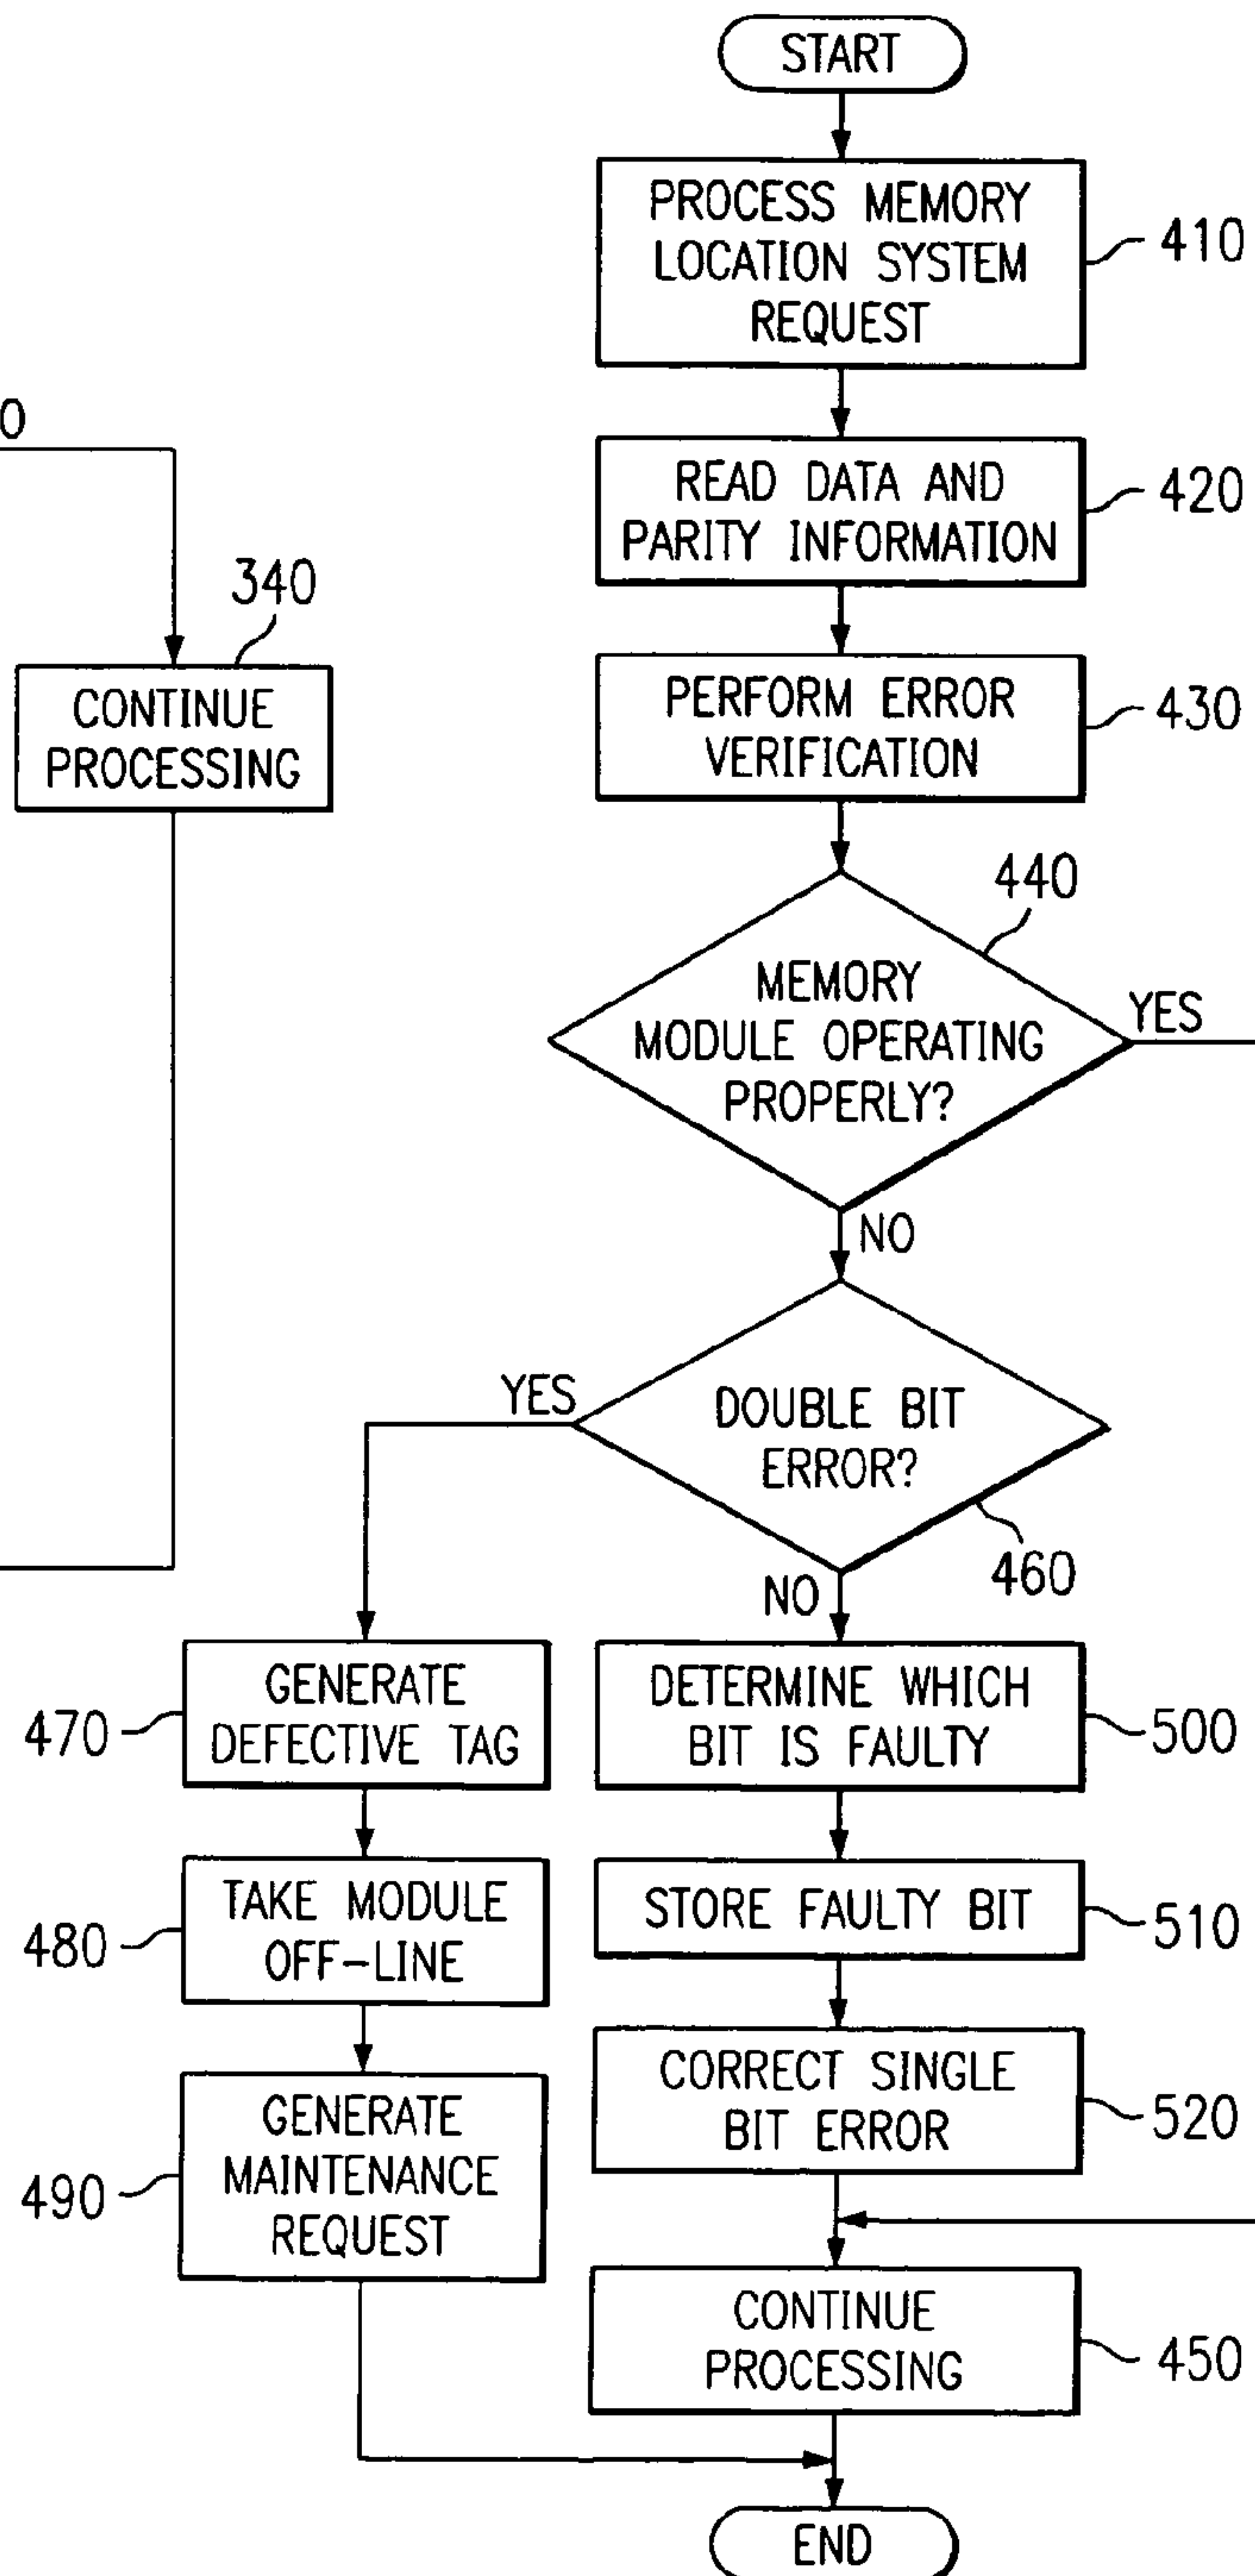 START
PROCESS MEMORY
LOCATION SYSTEM
REQUEST
410
READ DATA AND
PARITY INFORMATION
420
0
340
CONTINUE
PROCESSING
PERFORM ERROR
VERIFICATION
430
440
MEMORY
MODULE OPERATING
PROPERLY?
YES
NO
YES
DOUBLE BIT
ERROR?
460
NO
470
GENERATE
DEFECTIVE TAG
DETERMINE WHICH
BIT IS FAULTY
500
480
TAKE MODULE
OFF-LINE
STORE FAULTY BIT
510
490
GENERATE
MAINTENANCE
REQUEST
CORRECT SINGLE
BIT ERROR
520
CONTINUE
PROCESSING
450
END